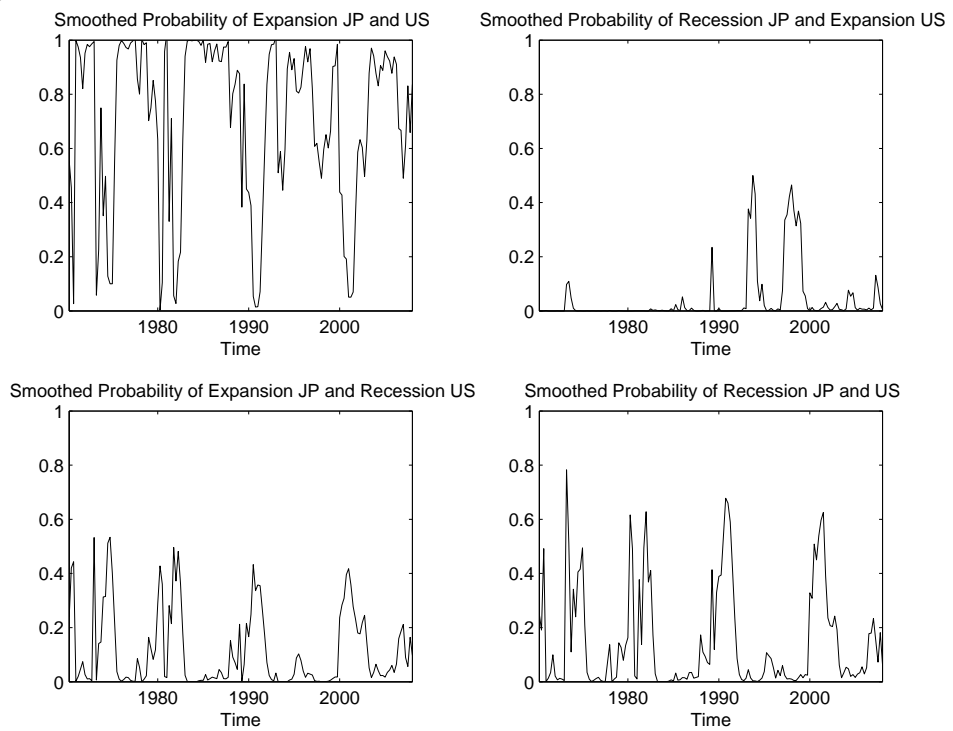 Smoothed Probability of Expansion JP and US
1
0.8
0.6
0.4
0.2
0
1980 1990 2000
Time
Smoothed Probability of Recession JP and Expansion US
1
0.8
0.6
0.4
0.2
0
1980 1990 2000
Time
Smoothed Probability of Expansion JP and Recession US
1
0.8
0.6
0.4
0.2
0
1980 1990 2000
Time
Smoothed Probability of Recession JP and US
1
0.8
0.6
0.4
0.2
0
1980 1990 2000
Time